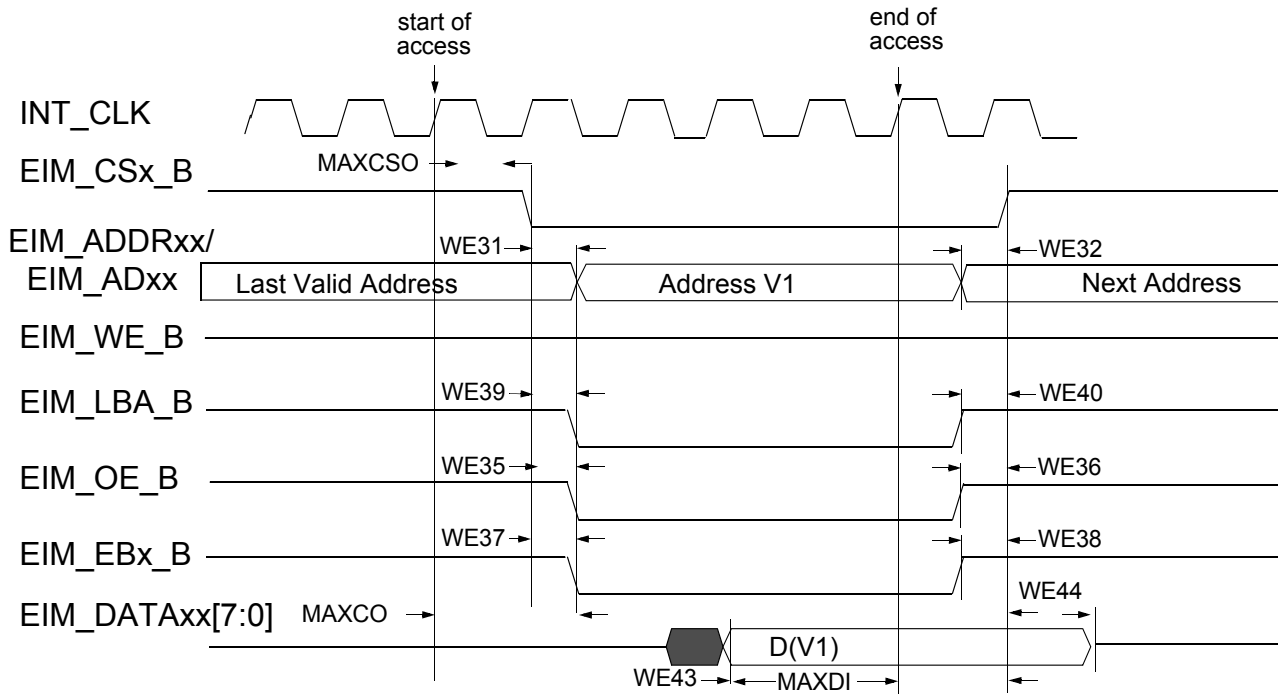 start of
access
end of
access
INT_CLK
MAXCSO
EIM_CSx_B
EIM_ADDRxx/
EIM_ADxx
WE31
WE32
Last Valid Address
Address V1
Next Address
EIM_WE_B
WE39
WE40
EIM_LBA_B
WE35
WE36
EIM_OE_B
WE37
WE38
EIM_EBx_B
WE44
EIM_DATAxx[7:0]
MAXCO
D(V1)
WE43
MAXDI